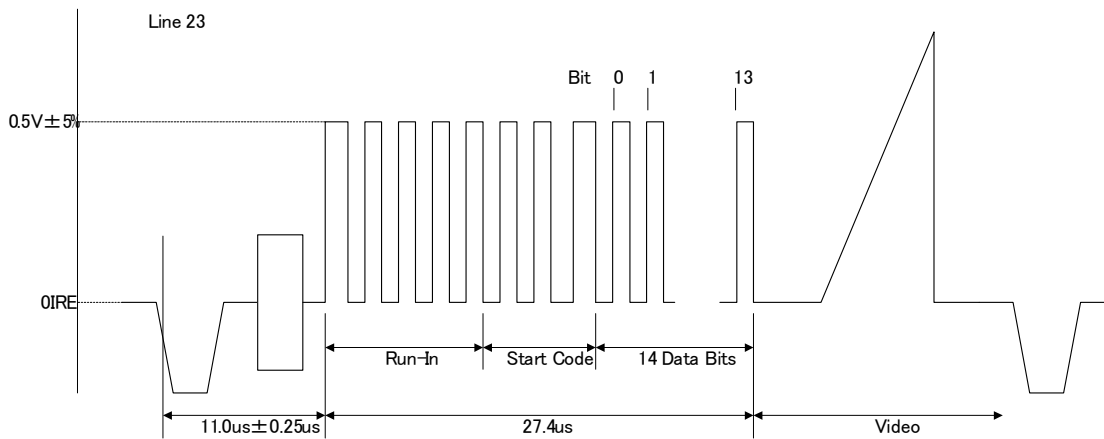 Line 23
Bit 0 1 13
0.5V±5%
0IRE
Run-In Start Code 14 Data Bits
11.0us±0.25us 27.4us Video